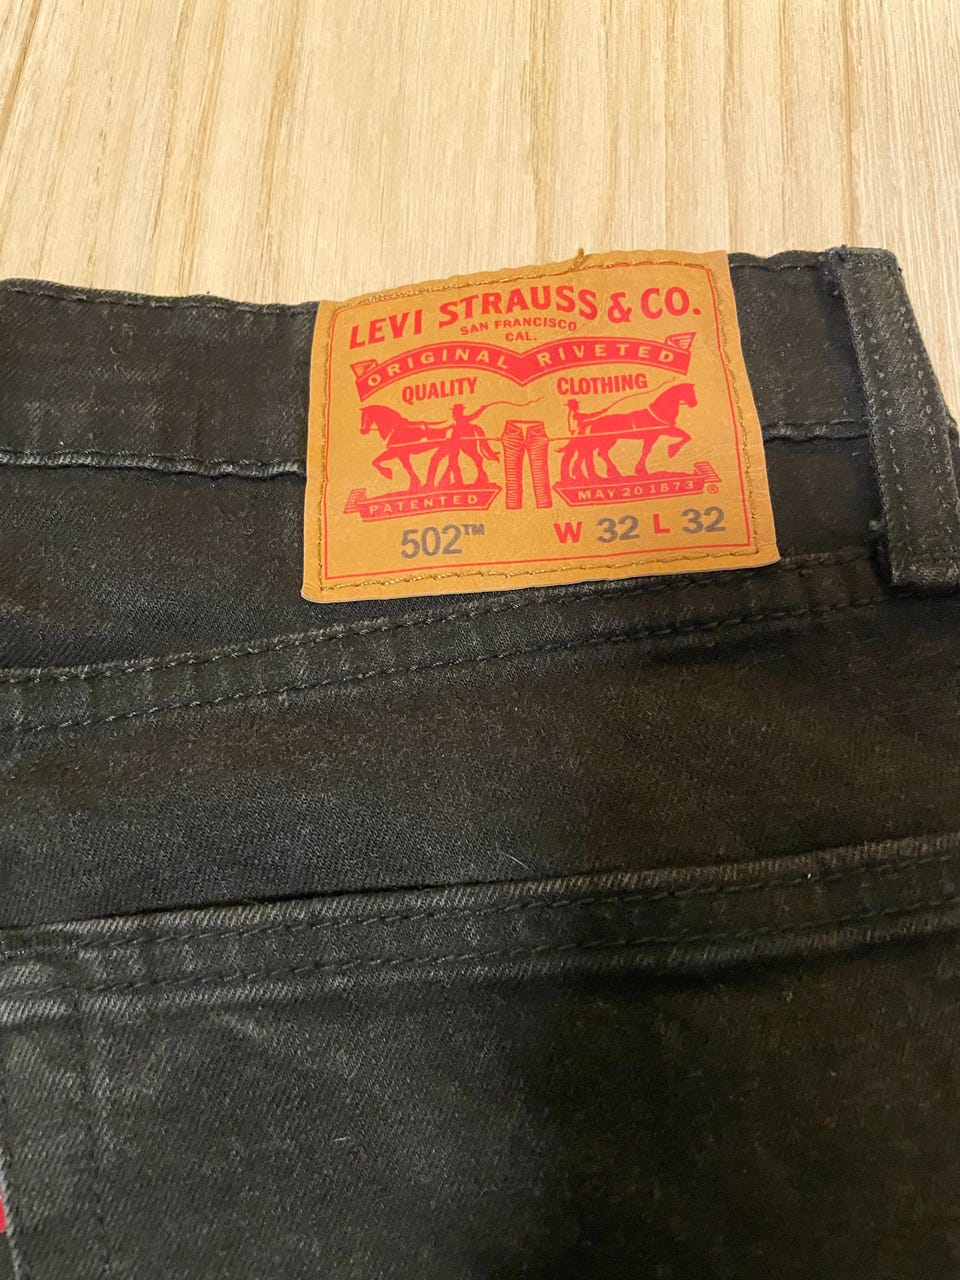 LEVI STRAUSS & CO.
SAN FRANCISCO
CAL.
ORIGINAL RIVETED
QUALITY CLOTHING
PATENTED MAY 20 1873 ®
502™ W 32 L 32